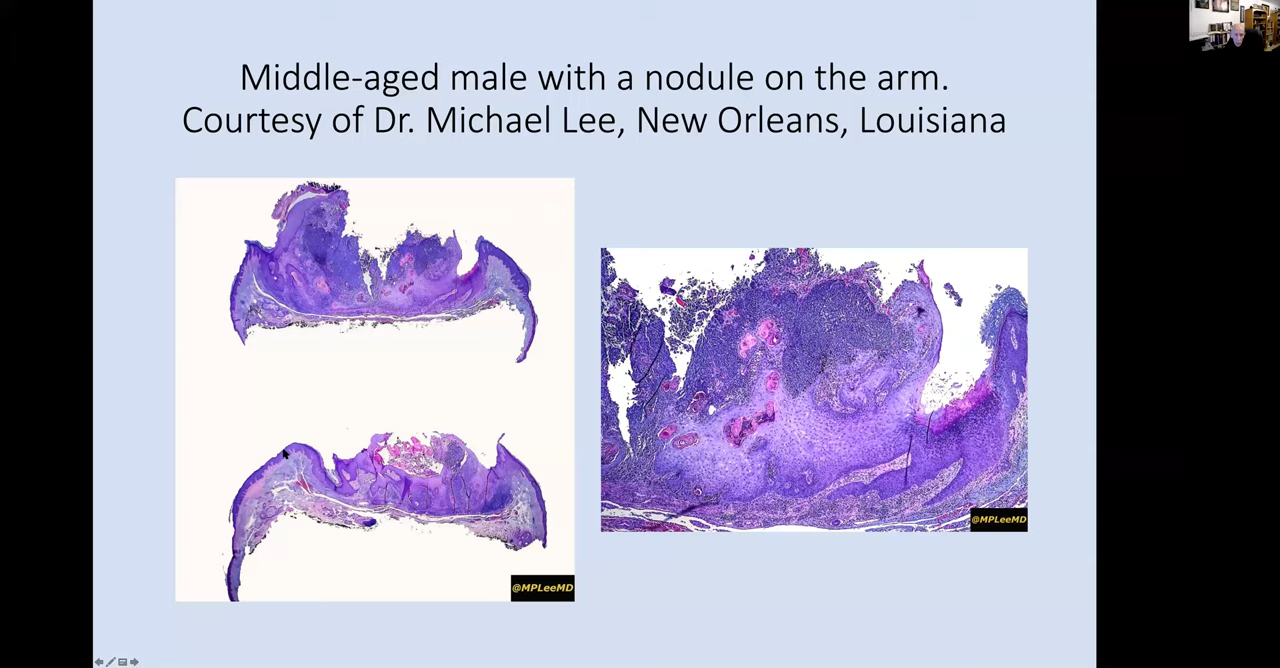 Middle-aged male with a nodule on the arm.
Courtesy of Dr. Michael Lee, New Orleans, Louisiana
@MPLeeMD
@MPLeeMD